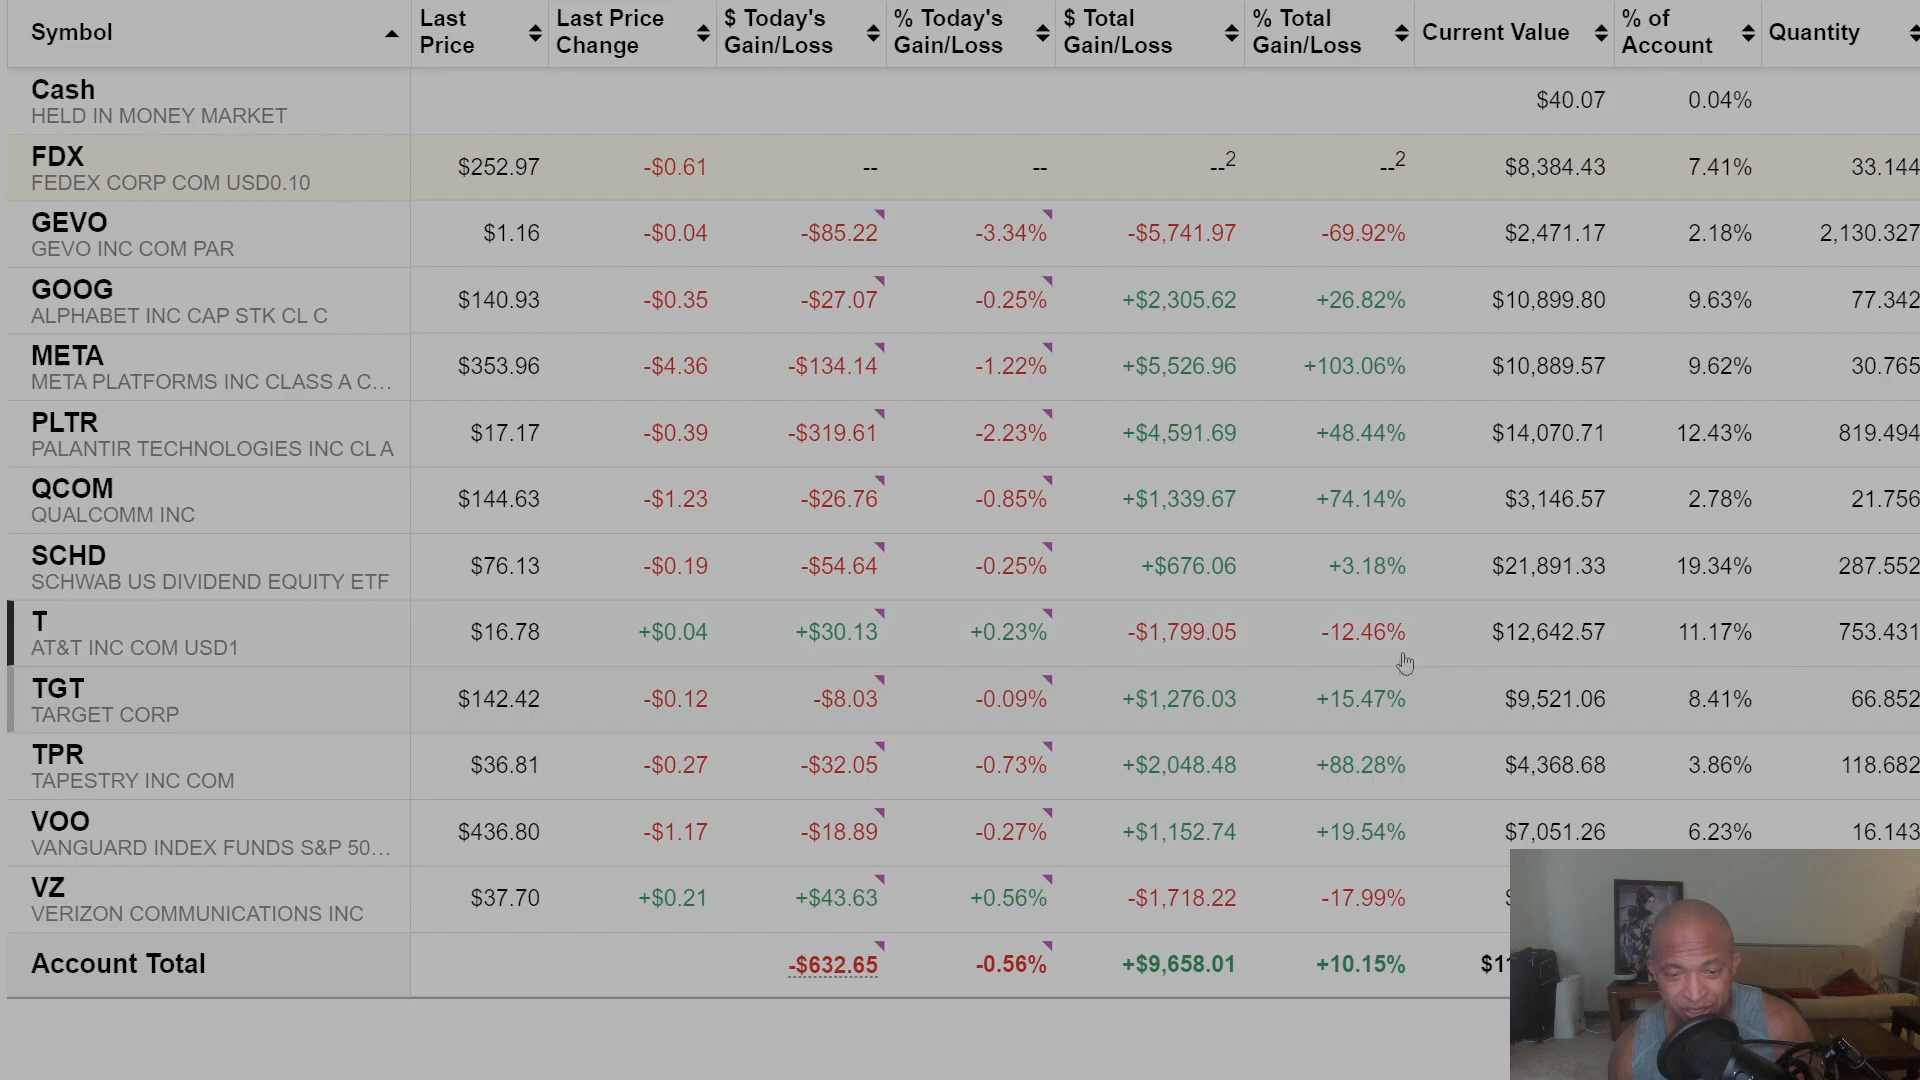 Symbol
Last Price
Last Price Change
$ Today's Gain/Loss
% Today's Gain/Loss
$ Total Gain/Loss
% Total Gain/Loss
Current Value
% of Account
Quantity
Cash
HELD IN MONEY MARKET
$40.07 0.04%
FDX
FEDEX CORP COM USD0.10
$252.97 -$0.61 -- -- --2 --2 $8,384.43 7.41% 33.144
GEVO
GEVO INC COM PAR
$1.16 -$0.04 -$85.22 -3.34% -$5,741.97 -69.92% $2,471.17 2.18% 2,130.327
GOOG
ALPHABET INC CAP STK CL C
$140.93 -$0.35 -$27.07 -0.25% +$2,305.62 +26.82% $10,899.80 9.63% 77.342
META
META PLATFORMS INC CLASS A C...
$353.96 -$4.36 -$134.14 -1.22% +$5,526.96 +103.06% $10,889.57 9.62% 30.765
PLTR
PALANTIR TECHNOLOGIES INC CL A
$17.17 -$0.39 -$319.61 -2.23% +$4,591.69 +48.44% $14,070.71 12.43% 819.494
QCOM
QUALCOMM INC
$144.63 -$1.23 -$26.76 -0.85% +$1,339.67 +74.14% $3,146.57 2.78% 21.756
SCHD
SCHWAB US DIVIDEND EQUITY ETF
$76.13 -$0.19 -$54.64 -0.25% +$676.06 +3.18% $21,891.33 19.34% 287.552
T
AT&T INC COM USD1
$16.78 +$0.04 +$30.13 +0.23% -$1,799.05 -12.46% $12,642.57 11.17% 753.431
TGT
TARGET CORP
$142.42 -$0.12 -$8.03 -0.09% +$1,276.03 +15.47% $9,521.06 8.41% 66.852
TPR
TAPESTRY INC COM
$36.81 -$0.27 -$32.05 -0.73% +$2,048.48 +88.28% $4,368.68 3.86% 118.682
VOO
VANGUARD INDEX FUNDS S&P 50...
$436.80 -$1.17 -$18.89 -0.27% +$1,152.74 +19.54% $7,051.26 6.23% 16.143
VZ
VERIZON COMMUNICATIONS INC
$37.70 +$0.21 +$43.63 +0.56% -$1,718.22 -17.99%
Account Total
-$632.65 -0.56% +$9,658.01 +10.15%